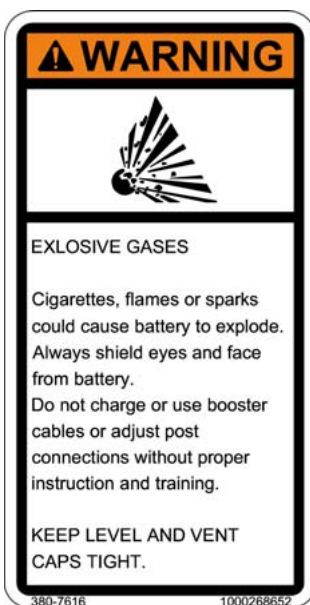 WARNING
EXLOSIVE GASES
Cigarettes, flames or sparks
could cause battery to explode.
Always shield eyes and face
from battery.
Do not charge or use booster
cables or adjust post
connections without proper
instruction and training.
KEEP LEVEL AND VENT
CAPS TIGHT.
380-7616 1000268652